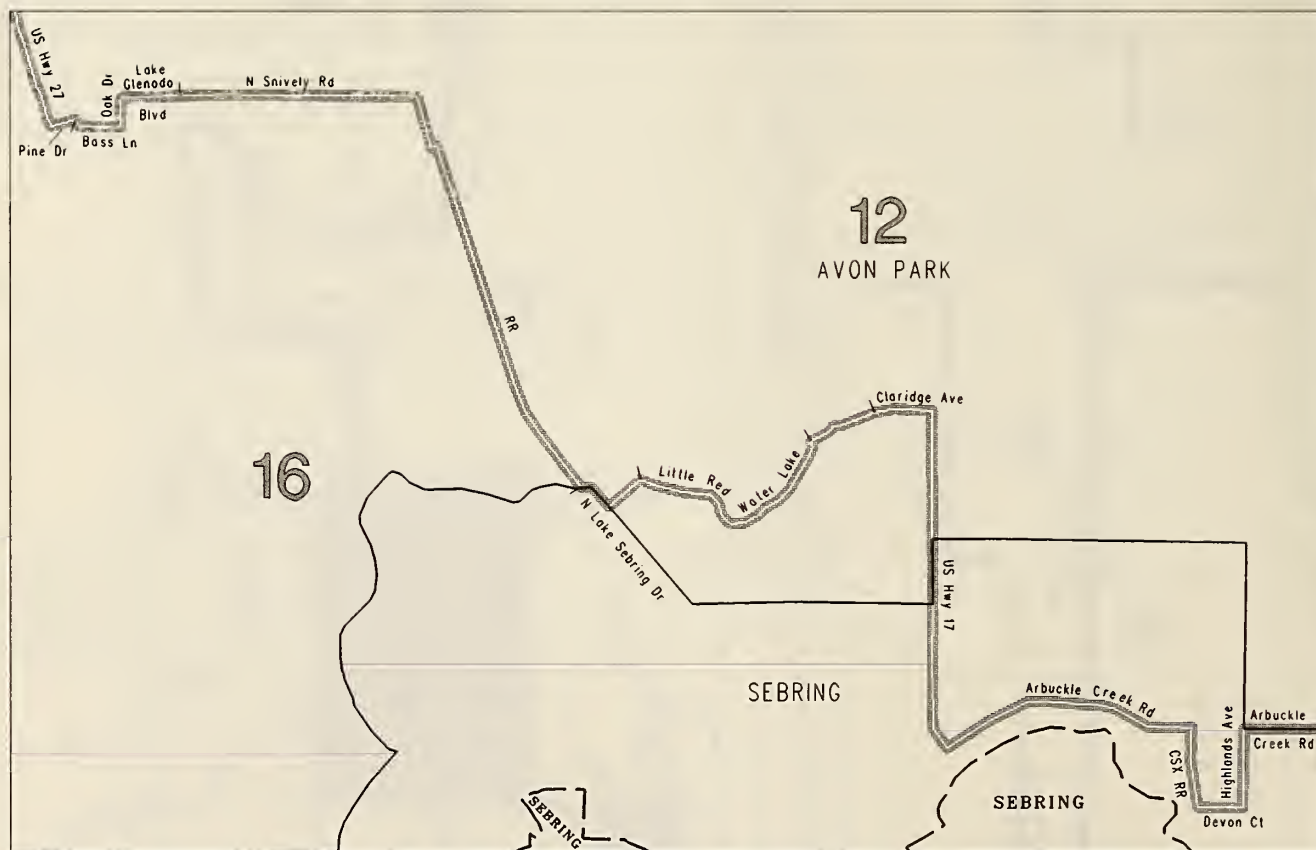 US Hwy 27
Pine Dr
Bass Ln
Oak Dr
Lake
Glenodo
Blvd
N Snively Rd
12
AVON PARK
RR
16
Claridge Ave
Little Red
Water Lake
N Lake Sebring Dr
US Hwy 17
SEBRING
Arbuckle Creek Rd
Arbuckle
Creek Rd
Highlands Ave
CSX RR
Devon Ct
SEBRING
SEBRING